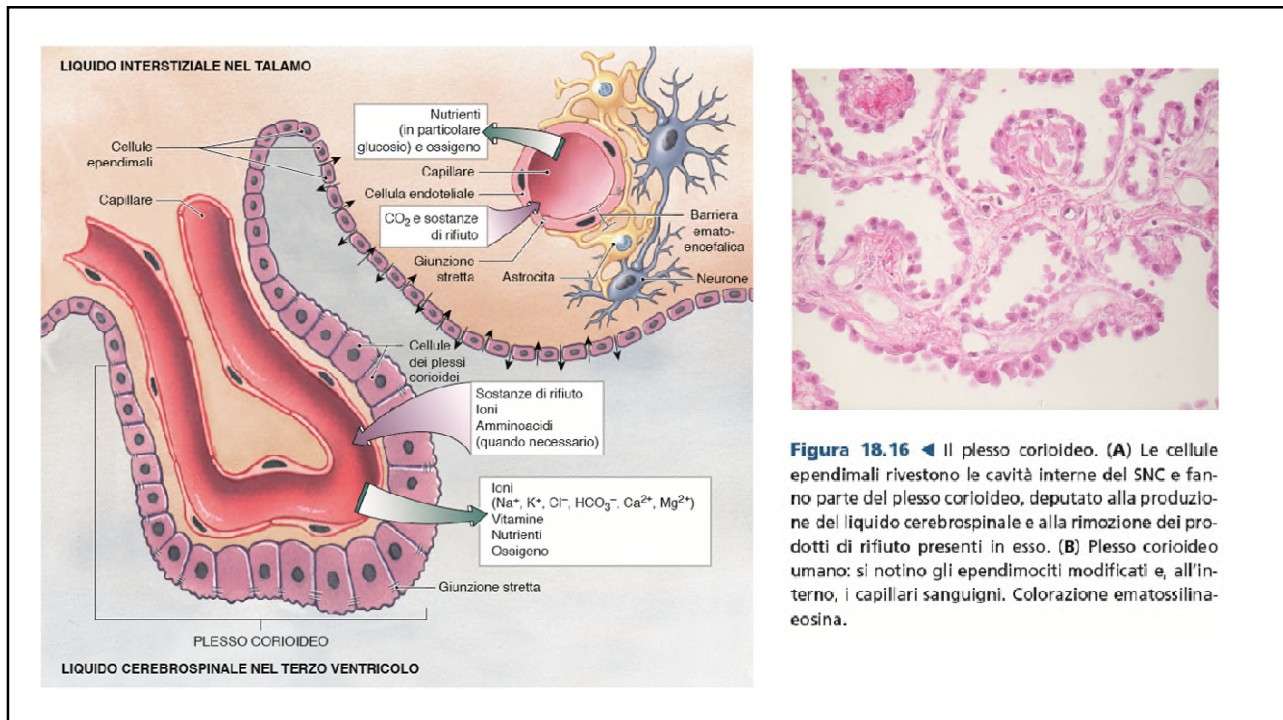 LIQUIDO INTERSTIZIALE NEL TALAMO
Nutrienti
(in particolare
glucosio) e ossigeno
Cellule
ependimali
Capillare
Capillare
Cellula endoteliale
CO₂ e sostanze
di rifiuto
Barriera
emato-
encefalica
Giunzione
stretta
Astrocita
Neurone
Cellule
dei plessi
corioidei
Sostanze di rifiuto
Ioni
Amminoacidi
(quando necessario)
Ioni
(Na⁺, K⁺, Cl⁻, HCO₃⁻, Ca²⁺, Mg²⁺)
Vitamine
Nutrienti
Ossigeno
Giunzione stretta
PLESSO CORIOIDEO
LIQUIDO CEREBROSPINALE NEL TERZO VENTRICOLO
Figura 18.16 ◄ Il plesso corioideo. (A) Le cellule
ependimali rivestono le cavità interne del SNC e fan-
no parte del plesso corioideo, deputato alla produzio-
ne del liquido cerebrospinale e alla rimozione dei pro-
dotti di rifiuto presenti in esso. (B) Plesso corioideo
umano: si notino gli ependimociti modificati e, all'in-
terno, i capillari sanguigni. Colorazione ematossilina-
eosina.